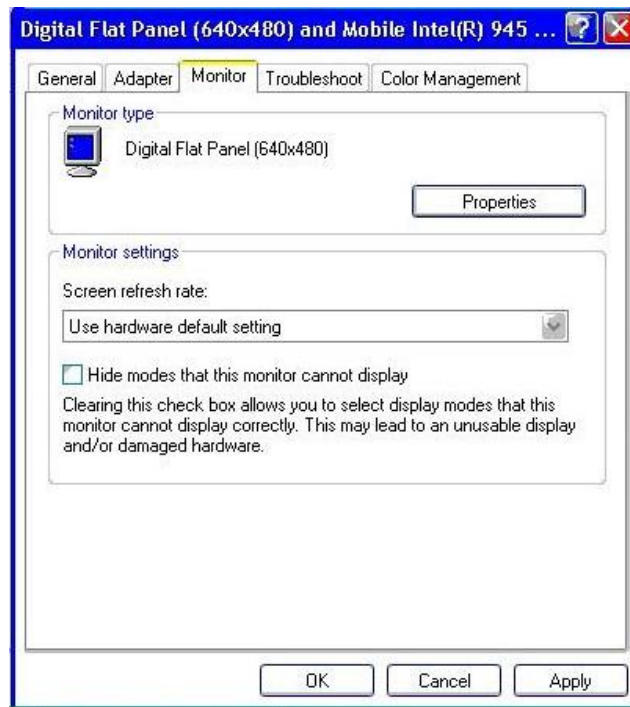 Digital Flat Panel (640x480) and Mobile Intel(R) 945 ...
General Adapter Monitor Troubleshoot Color Management
Monitor type
Digital Flat Panel (640x480)
Properties
Monitor settings
Screen refresh rate:
Use hardware default setting
Hide modes that this monitor cannot display
Clearing this check box allows you to select display modes that this
monitor cannot display correctly. This may lead to an unusable display
and/or damaged hardware.
OK Cancel Apply